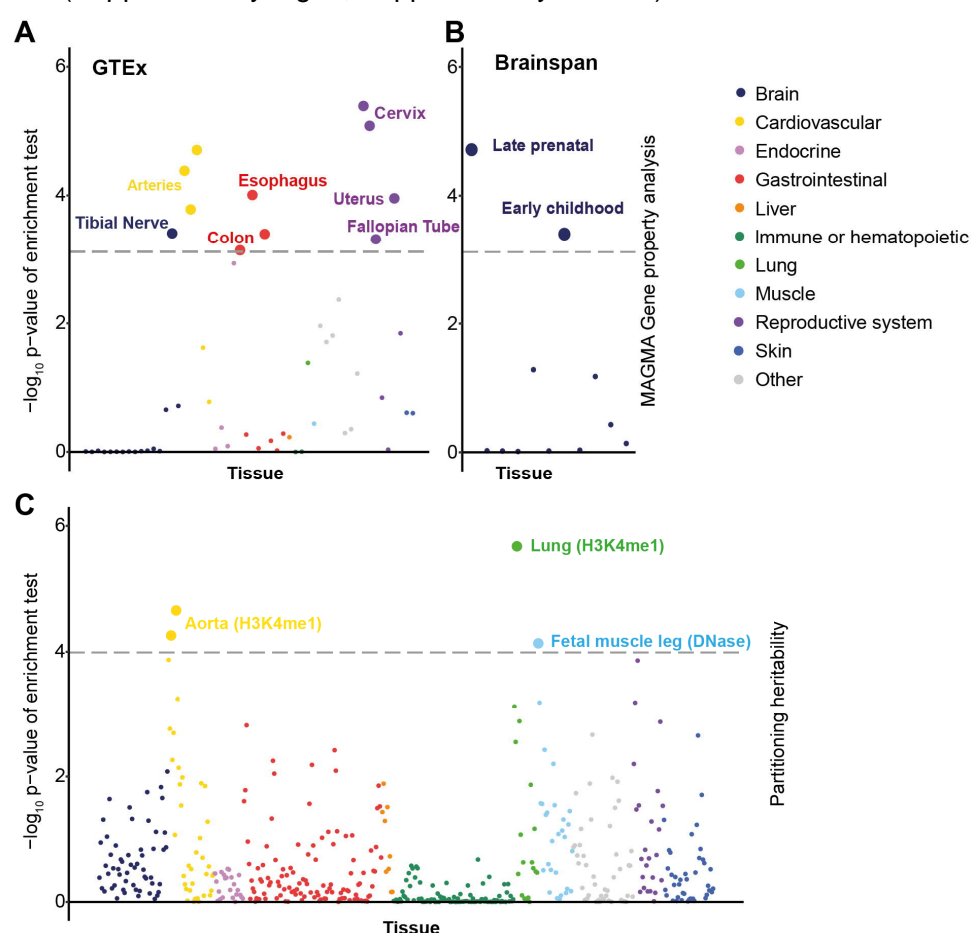 A
B
GTEx
Brainspan
6
4
2
0
−log10 p−value of enrichment test
Cervix
Arteries
Esophagus
Uterus
Tibial Nerve
Colon
Fallopian Tube
Tissue
6
4
2
0
Late prenatal
Early childhood
Tissue
MAGMA Gene property analysis
Brain
Cardiovascular
Endocrine
Gastrointestinal
Liver
Immune or hematopoietic
Lung
Muscle
Reproductive system
Skin
Other
C
6
4
2
0
−log10 p−value of enrichment test
Lung (H3K4me1)
Aorta (H3K4me1)
Fetal muscle leg (DNase)
Partitioning heritability
Tissue